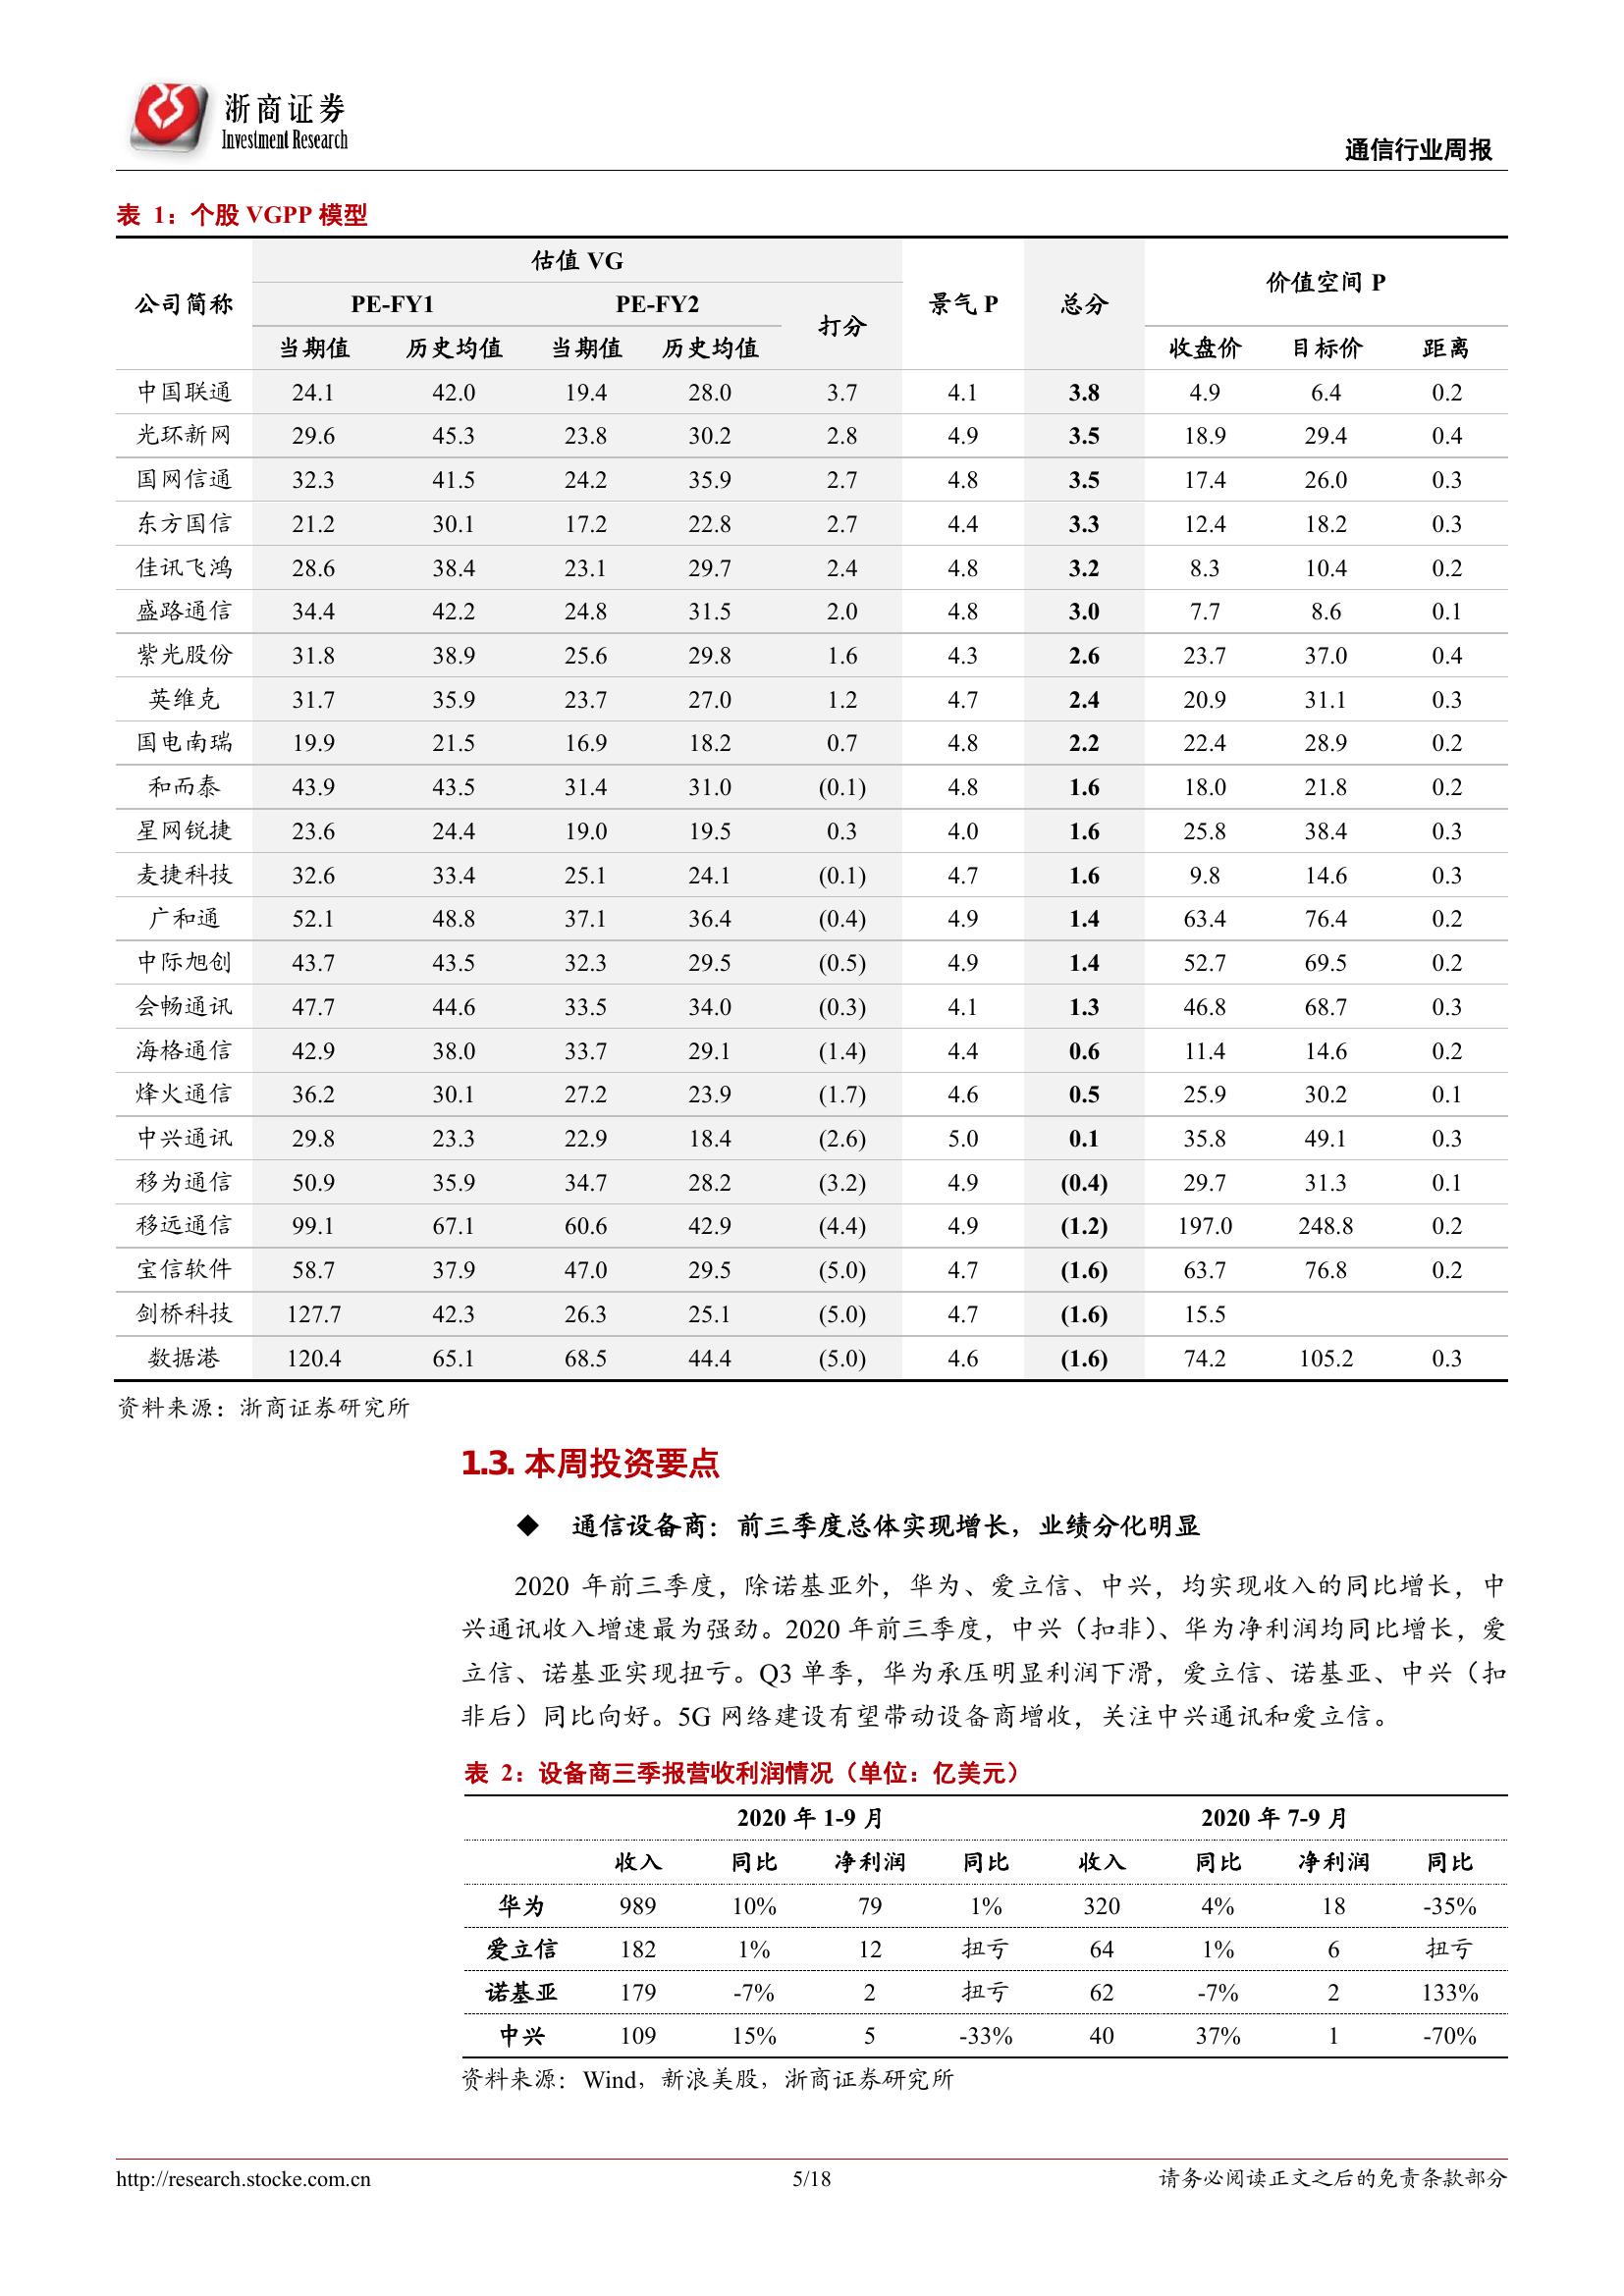 浙商证券
Investment Research
通信行业周报
表 1：个股 VGPP 模型
公司简称 估值 VG 景气 P 总分 价值空间 P
PE-FY1 PE-FY2 打分
当期值 历史均值 当期值 历史均值 收盘价 目标价 距离
中国联通 24.1 42.0 19.4 28.0 3.7 4.1 3.8 4.9 6.4 0.2
光环新网 29.6 45.3 23.8 30.2 2.8 4.9 3.5 18.9 29.4 0.4
国网信通 32.3 41.5 24.2 35.9 2.7 4.8 3.5 17.4 26.0 0.3
东方国信 21.2 30.1 17.2 22.8 2.7 4.4 3.3 12.4 18.2 0.3
佳讯飞鸿 28.6 38.4 23.1 29.7 2.4 4.8 3.2 8.3 10.4 0.2
盛路通信 34.4 42.2 24.8 31.5 2.0 4.8 3.0 7.7 8.6 0.1
紫光股份 31.8 38.9 25.6 29.8 1.6 4.3 2.6 23.7 37.0 0.4
英维克 31.7 35.9 23.7 27.0 1.2 4.7 2.4 20.9 31.1 0.3
国电南瑞 19.9 21.5 16.9 18.2 0.7 4.8 2.2 22.4 28.9 0.2
和而泰 43.9 43.5 31.4 31.0 (0.1) 4.8 1.6 18.0 21.8 0.2
星网锐捷 23.6 24.4 19.0 19.5 0.3 4.0 1.6 25.8 38.4 0.3
麦捷科技 32.6 33.4 25.1 24.1 (0.1) 4.7 1.6 9.8 14.6 0.3
广和通 52.1 48.8 37.1 36.4 (0.4) 4.9 1.4 63.4 76.4 0.2
中际旭创 43.7 43.5 32.3 29.5 (0.5) 4.9 1.4 52.7 69.5 0.2
会畅通讯 47.7 44.6 33.5 34.0 (0.3) 4.1 1.3 46.8 68.7 0.3
海格通信 42.9 38.0 33.7 29.1 (1.4) 4.4 0.6 11.4 14.6 0.2
烽火通信 36.2 30.1 27.2 23.9 (1.7) 4.6 0.5 25.9 30.2 0.1
中兴通讯 29.8 23.3 22.9 18.4 (2.6) 5.0 0.1 35.8 49.1 0.3
移为通信 50.9 35.9 34.7 28.2 (3.2) 4.9 (0.4) 29.7 31.3 0.1
移远通信 99.1 67.1 60.6 42.9 (4.4) 4.9 (1.2) 197.0 248.8 0.2
宝信软件 58.7 37.9 47.0 29.5 (5.0) 4.7 (1.6) 63.7 76.8 0.2
剑桥科技 127.7 42.3 26.3 25.1 (5.0) 4.7 (1.6) 15.5
数据港 120.4 65.1 68.5 44.4 (5.0) 4.6 (1.6) 74.2 105.2 0.3
资料来源：浙商证券研究所
1.3. 本周投资要点
◆ 通信设备商：前三季度总体实现增长，业绩分化明显
2020 年前三季度，除诺基亚外，华为、爱立信、中兴，均实现收入的同比增长，中
兴通讯收入增速最为强劲。2020 年前三季度，中兴（扣非）、华为净利润均同比增长，爱
立信、诺基亚实现扭亏。Q3 单季，华为承压明显利润下滑，爱立信、诺基亚、中兴（扣
非后）同比向好。5G 网络建设有望带动设备商增收，关注中兴通讯和爱立信。
表 2：设备商三季报营收利润情况（单位：亿美元）
2020 年 1-9 月 2020 年 7-9 月
收入 同比 净利润 同比 收入 同比 净利润 同比
华为 989 10% 79 1% 320 4% 18 -35%
爱立信 182 1% 12 扭亏 64 1% 6 扭亏
诺基亚 179 -7% 2 扭亏 62 -7% 2 133%
中兴 109 15% 5 -33% 40 37% 1 -70%
资料来源：Wind，新浪美股，浙商证券研究所
http://research.stocke.com.cn 5/18 请务必阅读正文之后的免责条款部分